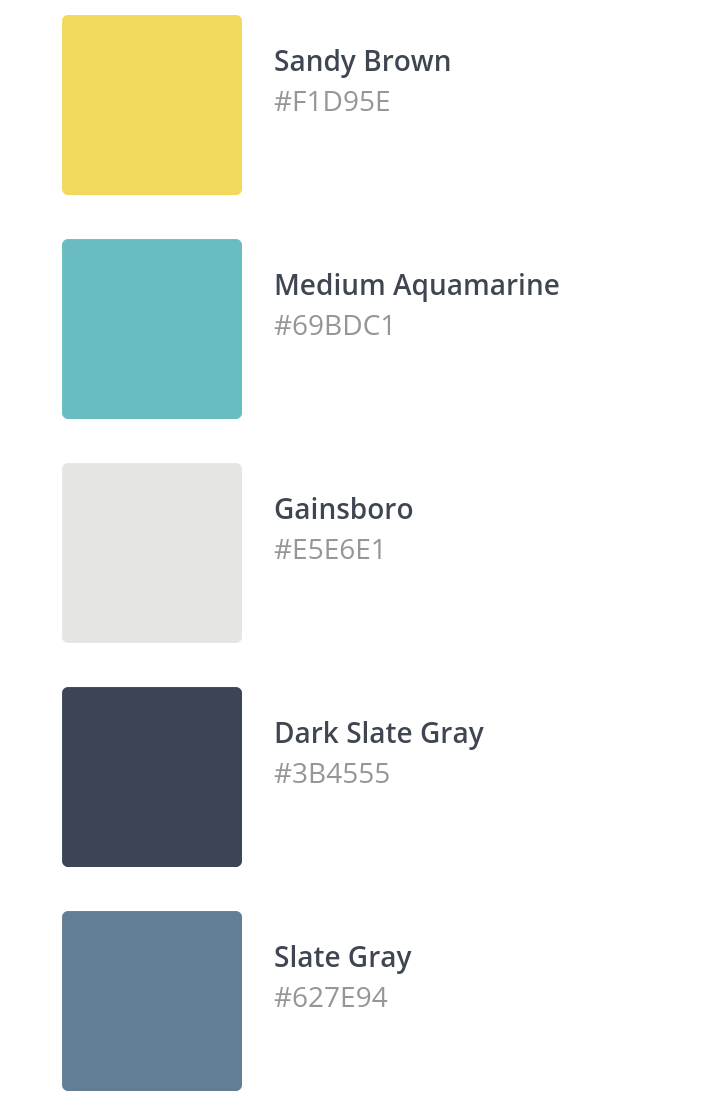 Sandy Brown
#F1D95E
Medium Aquamarine
#69BDC1
Gainsboro
#E5E6E1
Dark Slate Gray
#3B4555
Slate Gray
#627E94